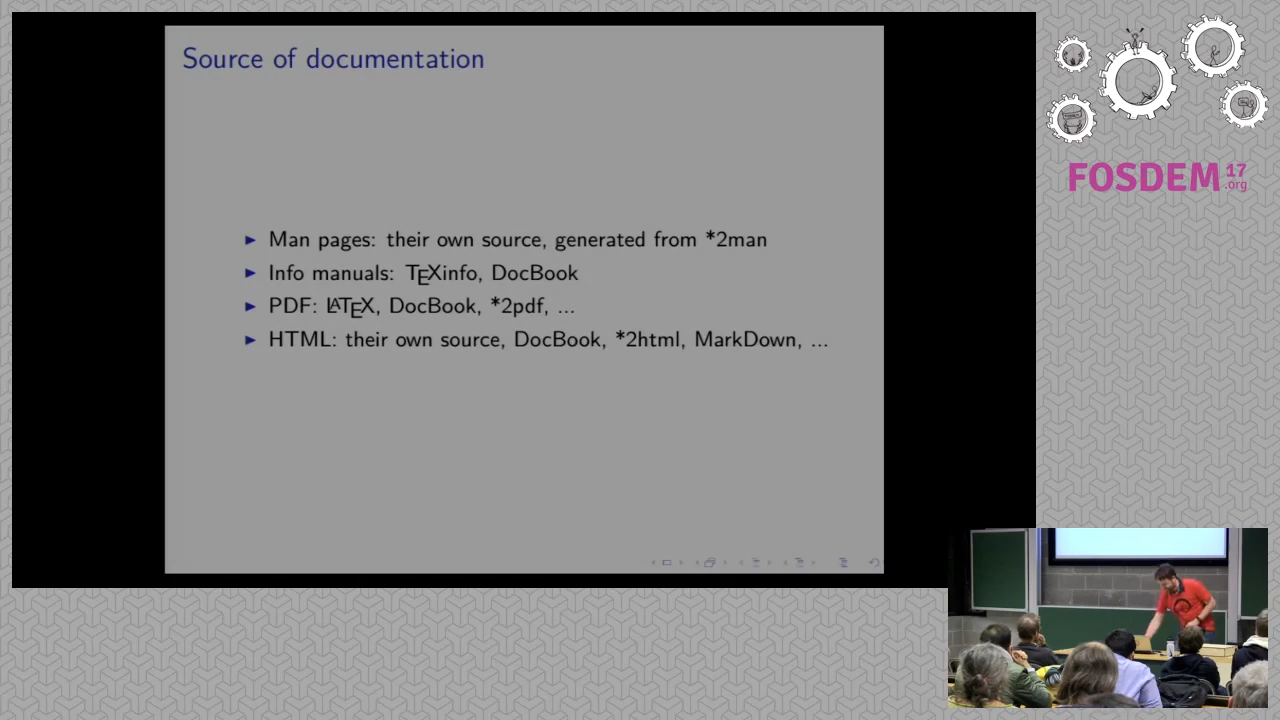 Source of documentation
Man pages: their own source, generated from *2man
Info manuals: TEXinfo, DocBook
PDF: LATEX, DocBook, *2pdf, ...
HTML: their own source, DocBook, *2html, MarkDown, ...
FOSDEM 17
.org